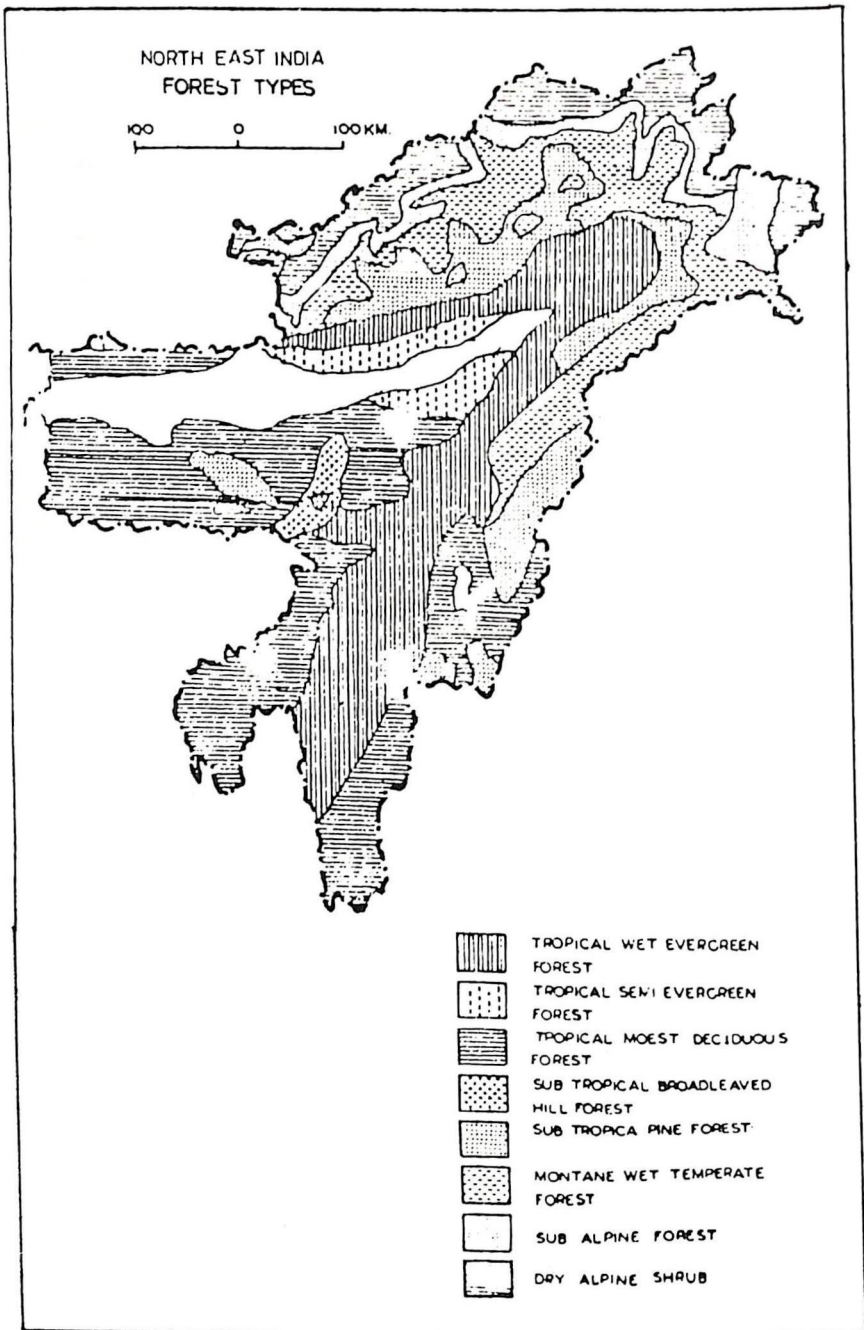 NORTH EAST INDIA
FOREST TYPES
100 0 100 KM.
TROPICAL WET EVERGREEN
FOREST
TROPICAL SEMI EVERGREEN
FOREST
TROPICAL MOEST DECIDUOUS
FOREST
SUB TROPICAL BROADLEAVED
HILL FOREST
SUB TROPICA PINE FOREST
MONTANE WET TEMPERATE
FOREST
SUB ALPINE FOREST
DRY ALPINE SHRUB